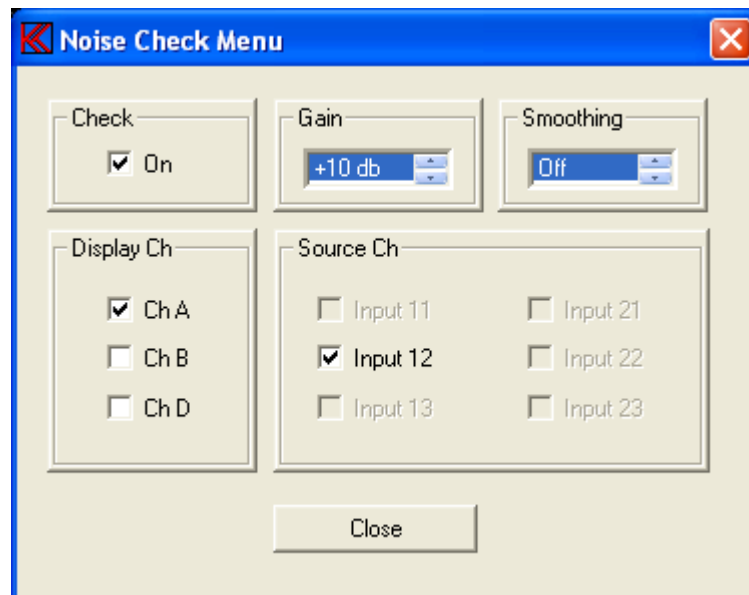 Noise Check Menu
Check Gain Smoothing
On +10 db Off
Display Ch Source Ch
Ch A Input 11 Input 21
Ch B Input 12 Input 22
Ch D Input 13 Input 23
Close